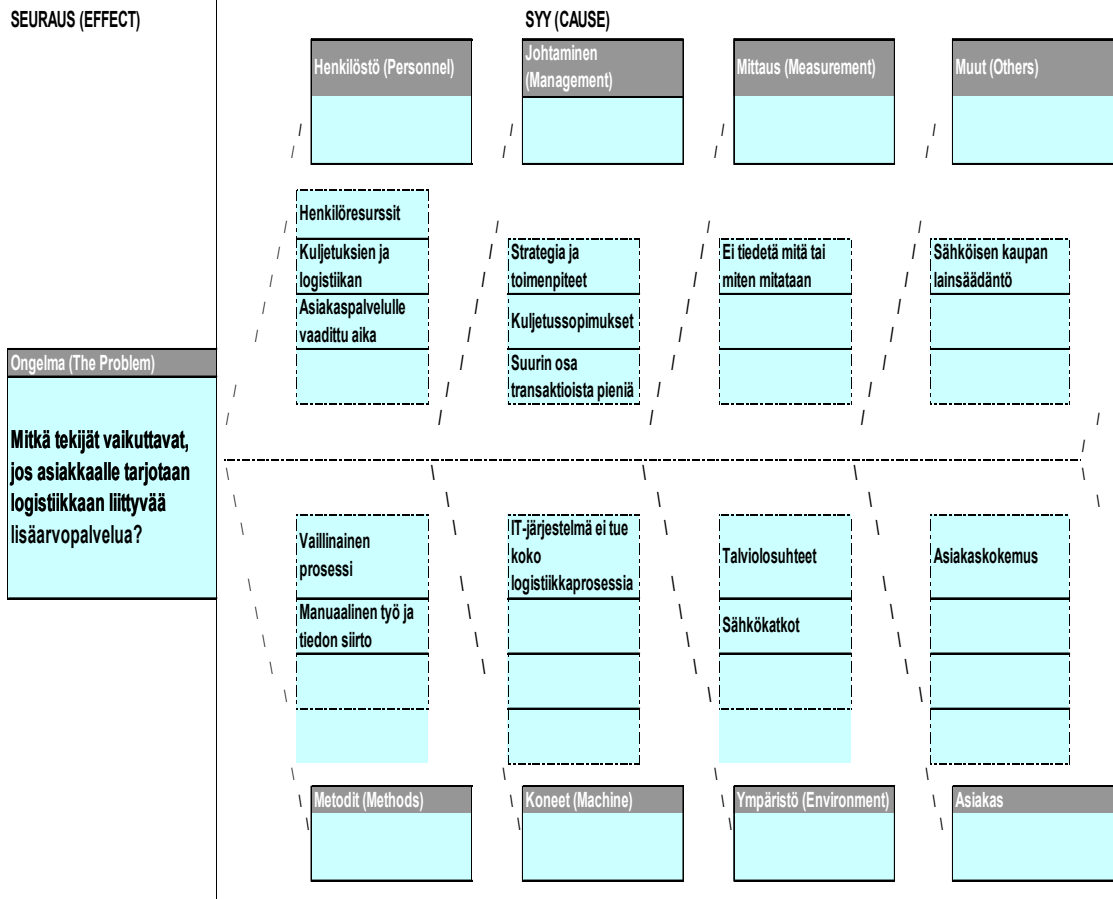 SEURAUS (EFFECT)
SYY (CAUSE)
Henkilöstö (Personnel)
Johtaminen
(Management)
Mittaus (Measurement)
Muut (Others)
Henkilöresurssit
Kuljetuksien ja
logistiikan
Asiakaspalvelulle
vaadittu aika
Strategia ja
toimenpiteet
Kuljetussopimukset
Suurin osa
transaktioista pieniä
Ei tiedetä mitä tai
miten mitataan
Sähköisen kaupan
lainsäädäntö
Ongelma (The Problem)
Mitkä tekijät vaikuttavat,
jos asiakkaalle tarjotaan
logistiikkaan liittyvää
lisäarvopalvelua?
Vaillinainen
prosessi
Manuaalinen työ ja
tiedon siirto
IT-järjestelmä ei tue
koko
logistiikkaprosessia
Talviolosuhteet
Sähkökatkot
Asiakaskokemus
Metodit (Methods)
Koneet (Machine)
Ympäristö (Environment)
Asiakas